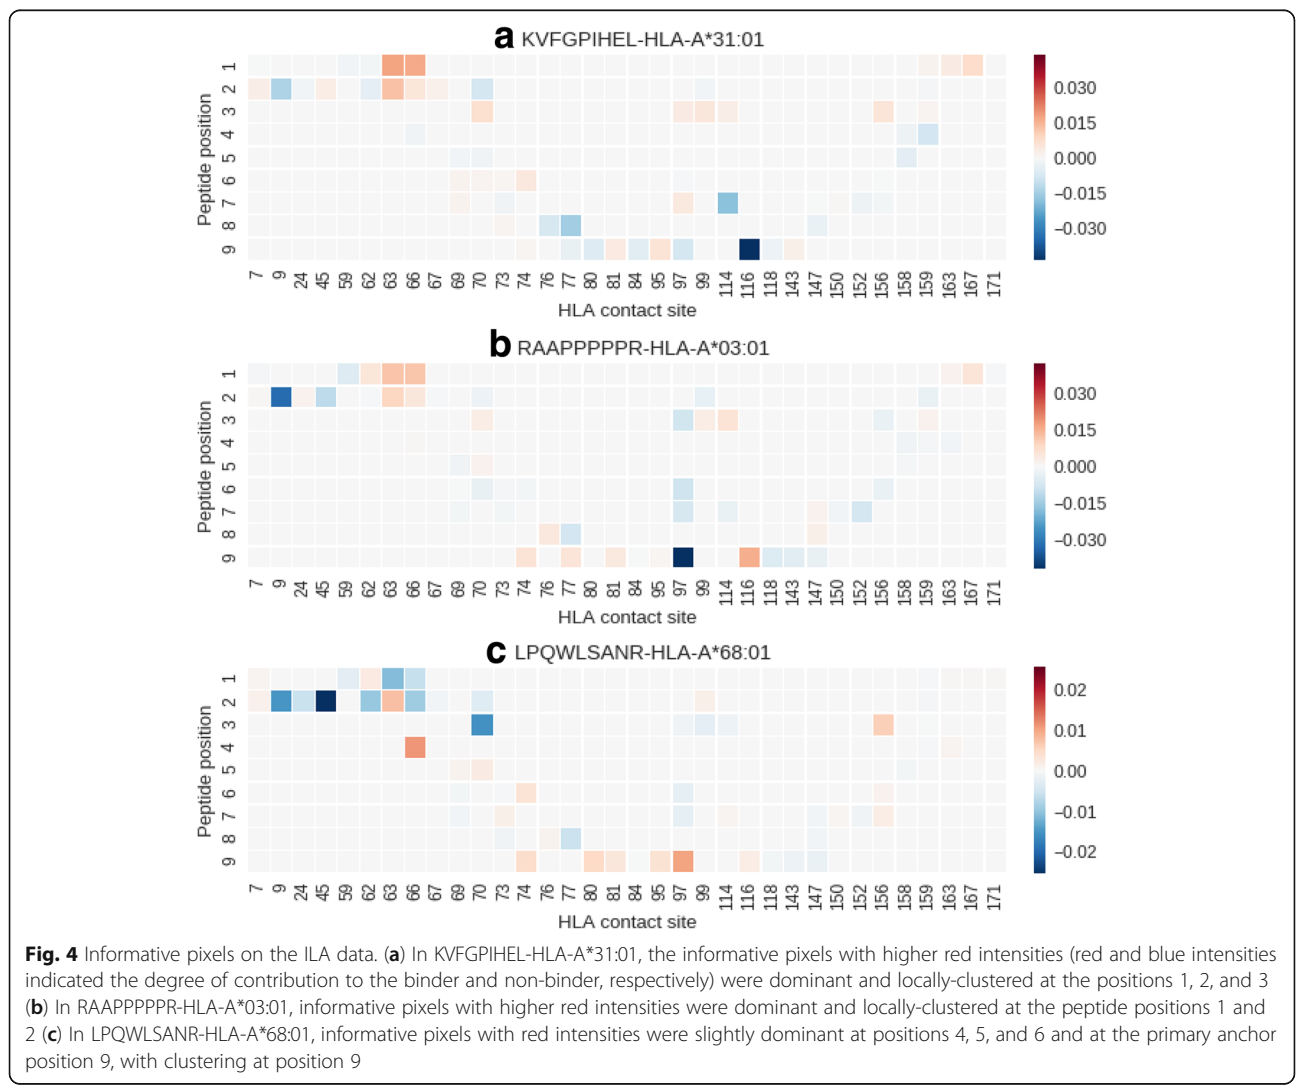 a KVFGPIHEL-HLA-A*31:01
Peptide position
1
2
3
4
5
6
7
8
9
7 9 24 45 59 62 63 66 67 69 70 73 74 76 77 80 81 84 95 97 99 114 116 118 143 147 150 152 156 158 159 163 167 171
HLA contact site
0.030
0.015
0.000
−0.015
−0.030
b RAAPPPPPR-HLA-A*03:01
Peptide position
1
2
3
4
5
6
7
8
9
7 9 24 45 59 62 63 66 67 69 70 73 74 76 77 80 81 84 95 97 99 114 116 118 143 147 150 152 156 158 159 163 167 171
HLA contact site
0.030
0.015
0.000
−0.015
−0.030
c LPQWLSANR-HLA-A*68:01
Peptide position
1
2
3
4
5
6
7
8
9
7 9 24 45 59 62 63 66 67 69 70 73 74 76 77 80 81 84 95 97 99 114 116 118 143 147 150 152 156 158 159 163 167 171
HLA contact site
0.02
0.01
0.00
−0.01
−0.02
Fig. 4 Informative pixels on the ILA data. (a) In KVFGPIHEL-HLA-A*31:01, the informative pixels with higher red intensities (red and blue intensities
indicated the degree of contribution to the binder and non-binder, respectively) were dominant and locally-clustered at the positions 1, 2, and 3
(b) In RAAPPPPPR-HLA-A*03:01, informative pixels with higher red intensities were dominant and locally-clustered at the peptide positions 1 and
2 (c) In LPQWLSANR-HLA-A*68:01, informative pixels with red intensities were slightly dominant at positions 4, 5, and 6 and at the primary anchor
position 9, with clustering at position 9